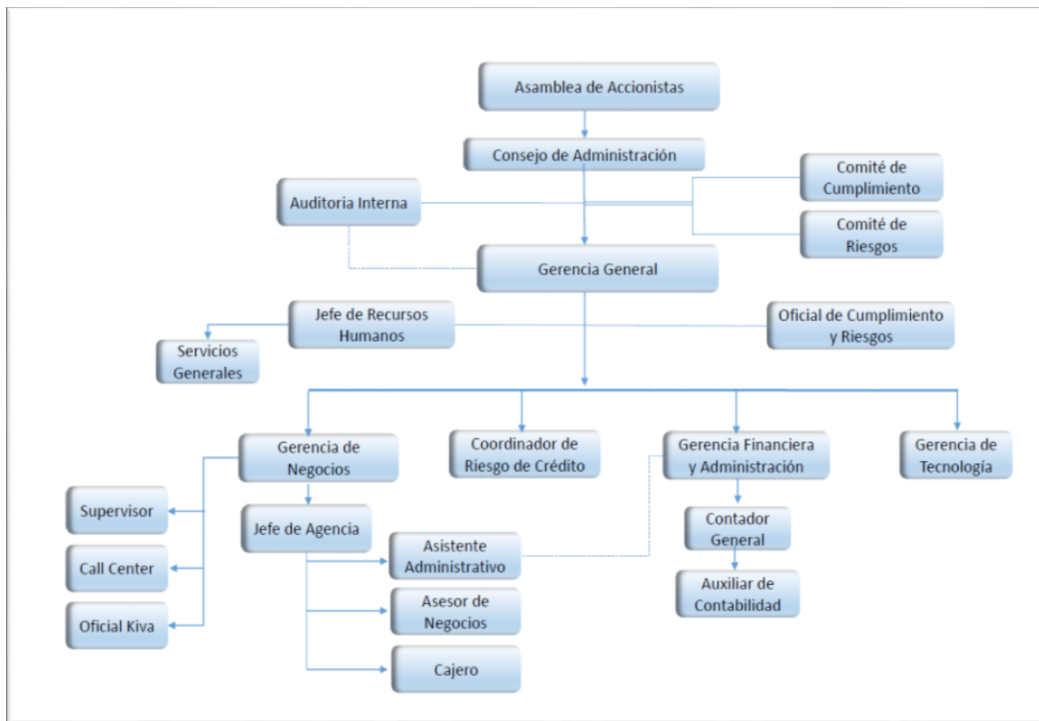 Asamblea de Accionistas
Consejo de Administración
Comité de
Cumplimiento
Auditoria Interna
Comité de
Riesgos
Gerencia General
Jefe de Recursos
Humanos
Oficial de Cumplimiento
y Riesgos
Servicios
Generales
Gerencia de
Negocios
Coordinador de
Riesgo de Crédito
Gerencia Financiera
y Administración
Gerencia de
Tecnología
Supervisor
Jefe de Agencia
Contador
General
Call Center
Asistente
Administrativo
Auxiliar de
Contabilidad
Oficial Kiva
Asesor de
Negocios
Cajero